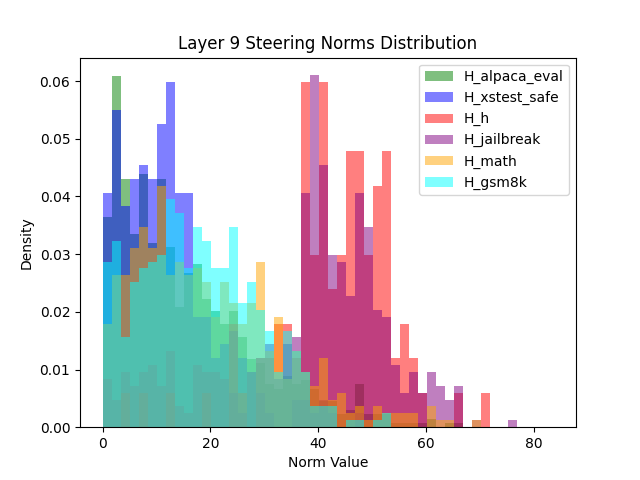 Layer 9 Steering Norms Distribution
H_alpaca_eval
H_xstest_safe
H_h
H_jailbreak
H_math
H_gsm8k
Density
0.06
0.05
0.04
0.03
0.02
0.01
0.00
0
20
40
60
80
Norm Value